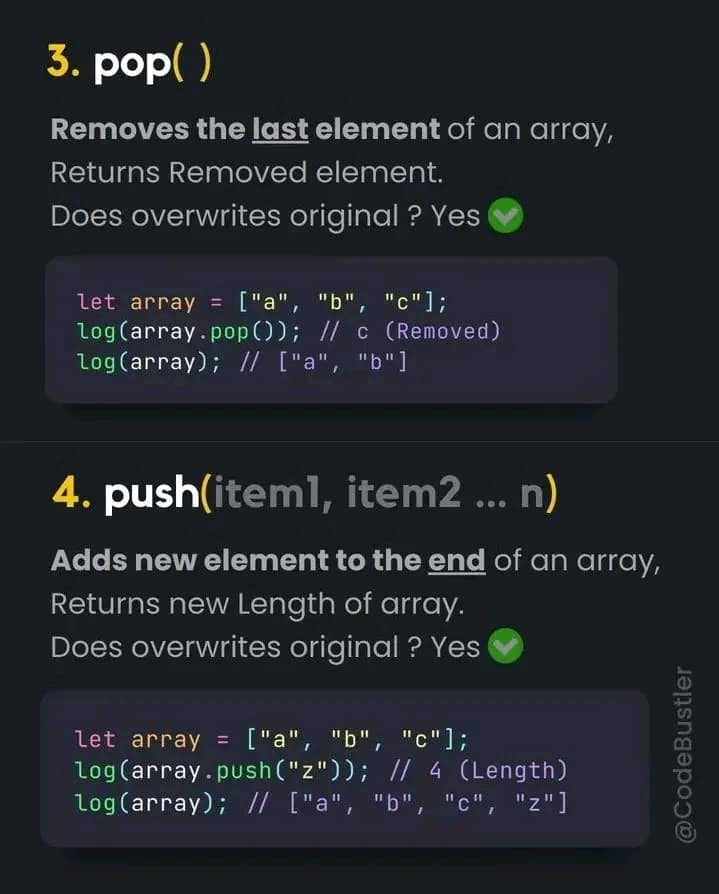 3. pop( )
Removes the last element of an array,
Returns Removed element.
Does overwrites original ? Yes
let array = ["a", "b", "c"];
log(array.pop()); // c (Removed)
log(array); // ["a", "b"]
4. push(item1, item2 ... n)
Adds new element to the end of an array,
Returns new Length of array.
Does overwrites original ? Yes
let array = ["a", "b", "c"];
log(array.push("z")); // 4 (Length)
log(array); // ["a", "b", "c", "z"]
@CodeBustler